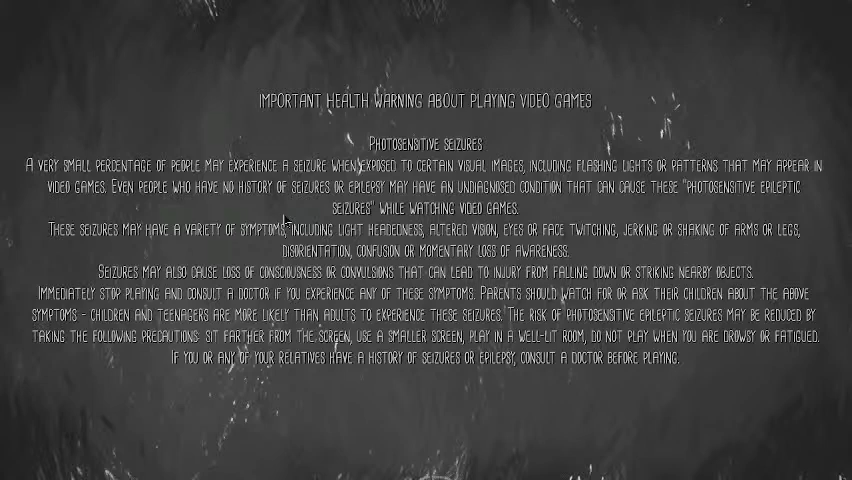 IMPORTANT HEALTH WARNING ABOUT PLAYING VIDEO GAMES
PHOTOSENSITIVE SEIZURES
A VERY SMALL PERCENTAGE OF PEOPLE MAY EXPERIENCE A SEIZURE WHEN EXPOSED TO CERTAIN VISUAL IMAGES, INCLUDING FLASHING LIGHTS OR PATTERNS THAT MAY APPEAR IN
VIDEO GAMES. EVEN PEOPLE WHO HAVE NO HISTORY OF SEIZURES OR EPILEPSY MAY HAVE AN UNDIAGNOSED CONDITION THAT CAN CAUSE THESE "PHOTOSENSITIVE EPILEPTIC
SEIZURES" WHILE WATCHING VIDEO GAMES.
THESE SEIZURES MAY HAVE A VARIETY OF SYMPTOMS, INCLUDING LIGHT HEADEDNESS, ALTERED VISION, EYES OR FACE TWITCHING, JERKING OR SHAKING OF ARMS OR LEGS,
DISORIENTATION, CONFUSION OR MOMENTARY LOSS OF AWARENESS.
SEIZURES MAY ALSO CAUSE LOSS OF CONSCIOUSNESS OR CONVULSIONS THAT CAN LEAD TO INJURY FROM FALLING DOWN OR STRIKING NEARBY OBJECTS.
IMMEDIATELY STOP PLAYING AND CONSULT A DOCTOR IF YOU EXPERIENCE ANY OF THESE SYMPTOMS. PARENTS SHOULD WATCH FOR OR ASK THEIR CHILDREN ABOUT THE ABOVE
SYMPTOMS - CHILDREN AND TEENAGERS ARE MORE LIKELY THAN ADULTS TO EXPERIENCE THESE SEIZURES. THE RISK OF PHOTOSENSITIVE EPILEPTIC SEIZURES MAY BE REDUCED BY
TAKING THE FOLLOWING PRECAUTIONS: SIT FARTHER FROM THE SCREEN, USE A SMALLER SCREEN, PLAY IN A WELL-LIT ROOM, DO NOT PLAY WHEN YOU ARE DROWSY OR FATIGUED.
IF YOU OR ANY OF YOUR RELATIVES HAVE A HISTORY OF SEIZURES OR EPILEPSY, CONSULT A DOCTOR BEFORE PLAYING.